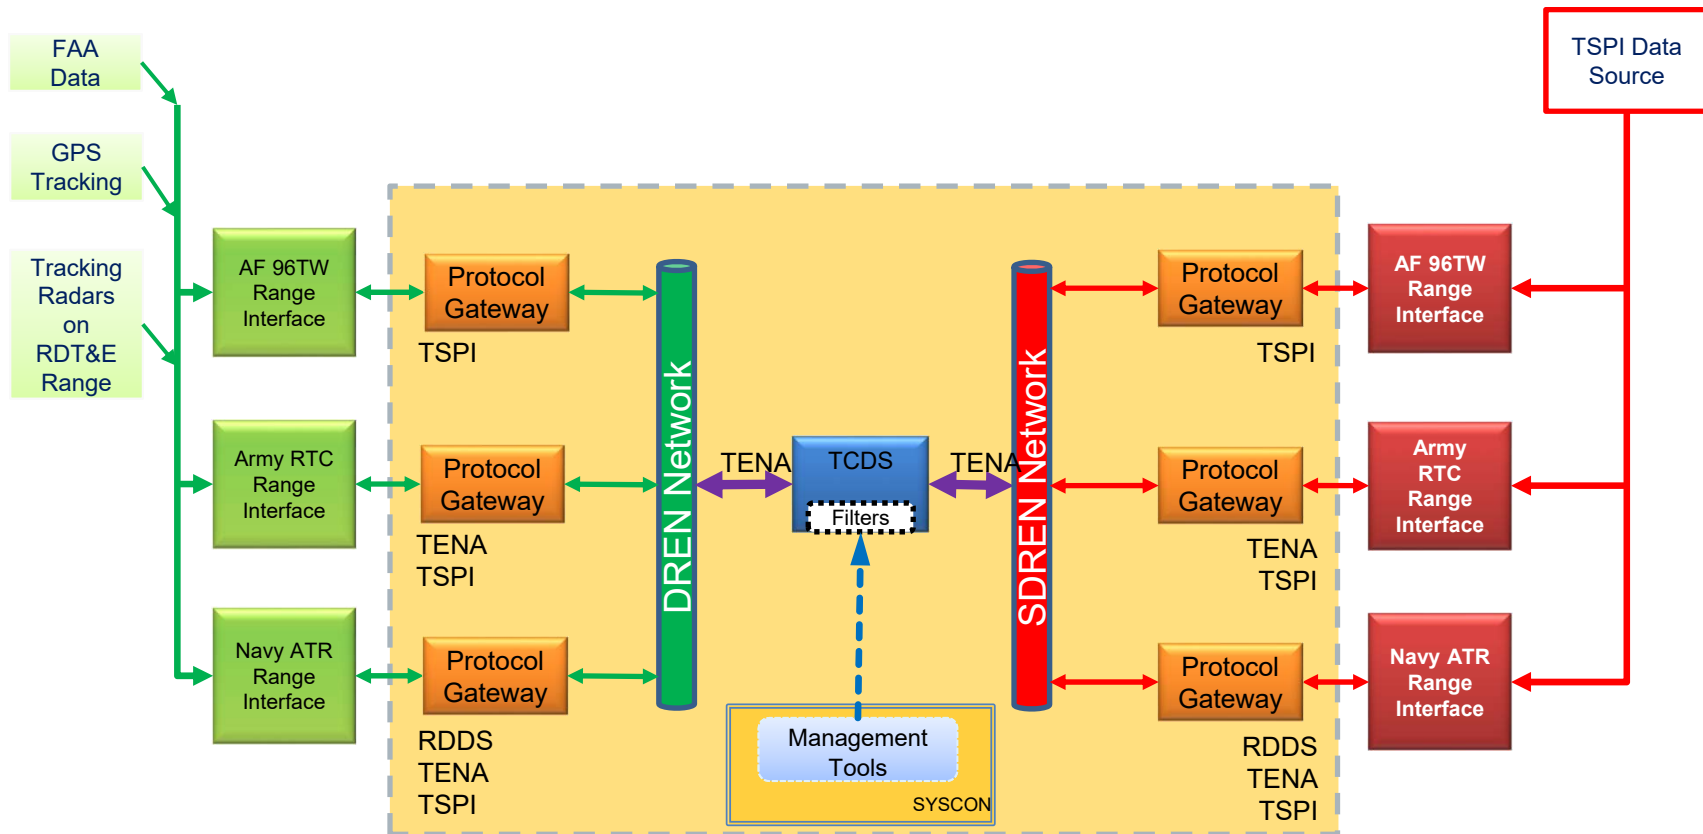 FAA
Data
GPS
Tracking
Tracking
Radars
on
RDT&E
Range
AF 96TW
Range
Interface
Army RTC
Range
Interface
Navy ATR
Range
Interface
Protocol
Gateway
TSPI
Protocol
Gateway
TENA
TSPI
Protocol
Gateway
RDDS
TENA
TSPI
DREN Network
TENA
TCDS
Filters
TENA
Management
Tools
SYSCON
SDREN Network
Protocol
Gateway
TSPI
Protocol
Gateway
TENA
TSPI
Protocol
Gateway
RDDS
TENA
TSPI
TSPI Data
Source
AF 96TW
Range
Interface
Army
RTC
Range
Interface
Navy ATR
Range
Interface